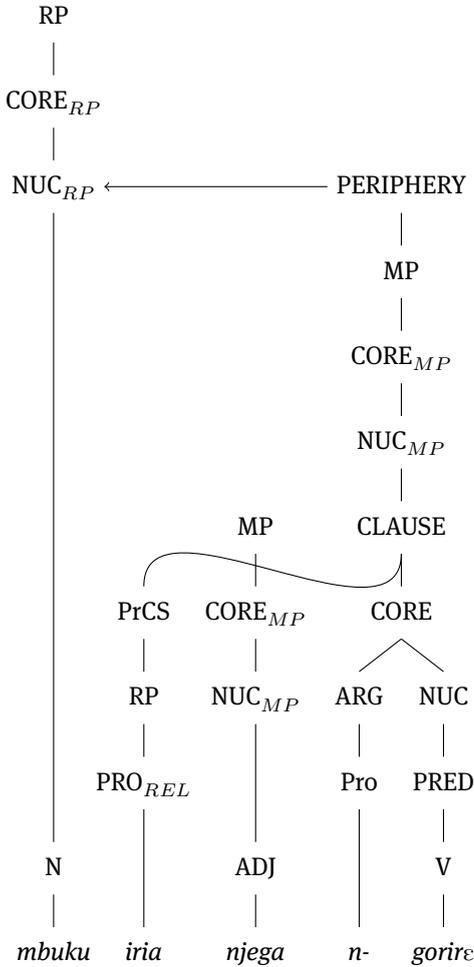 RP
CORE_RP
NUC_RP PERIPHERY
MP
CORE_MP
NUC_MP
MP CLAUSE
PrCS CORE_MP CORE
RP NUC_MP ARG NUC
PRO_REL Pro PRED
N ADJ V
mbuku iria njega n- gorirɛ